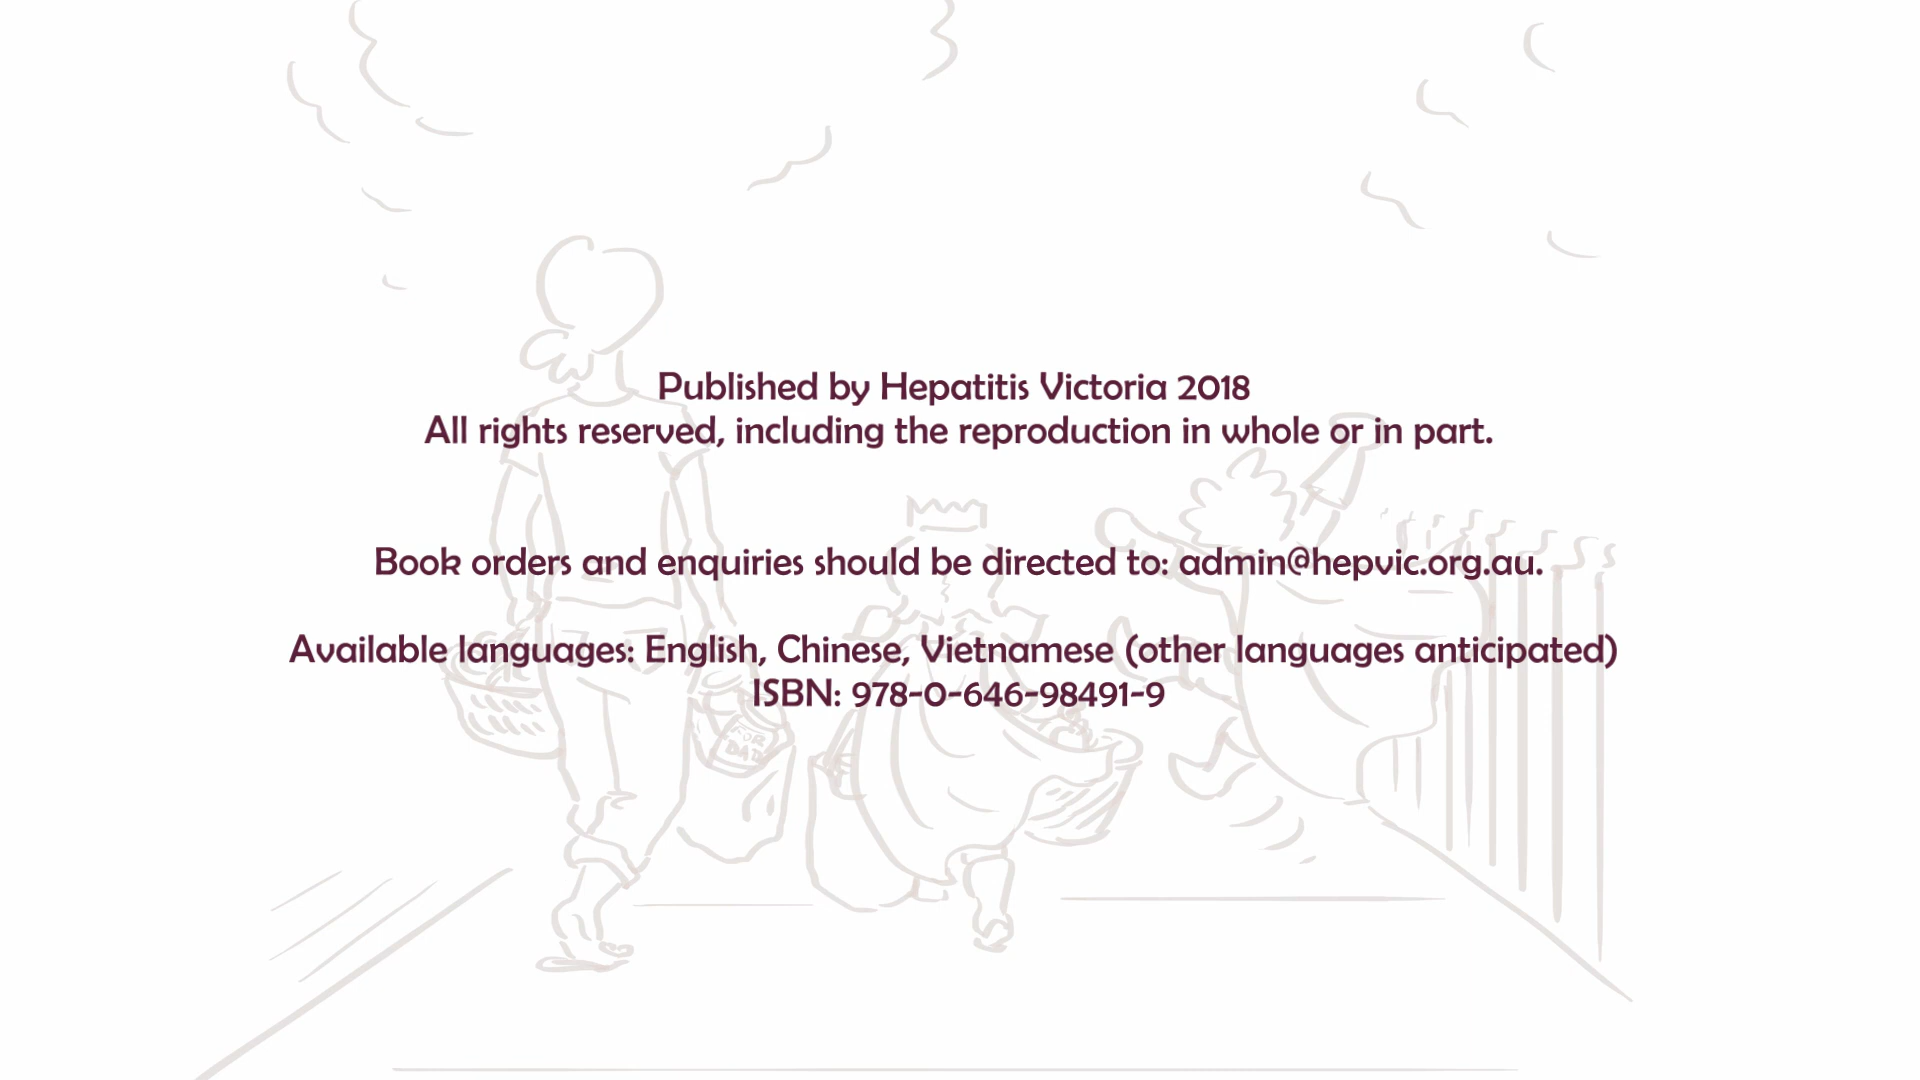 Published by Hepatitis Victoria 2018
All rights reserved, including the reproduction in whole or in part.
Book orders and enquiries should be directed to: admin@hepvic.org.au.
Available languages: English, Chinese, Vietnamese (other languages anticipated)
ISBN: 978-0-646-98491-9
FOR
DAD